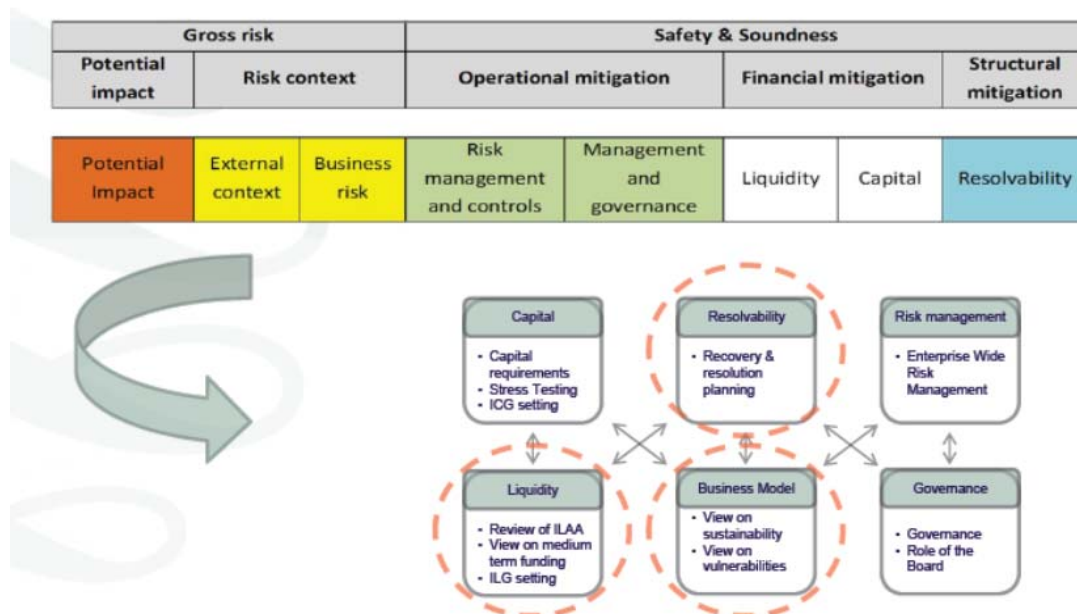 Gross risk
Safety & Soundness
Potential
impact
Risk context
Operational mitigation
Financial mitigation
Structural
mitigation
Potential
Impact
External
context
Business
risk
Risk
management
and controls
Management
and
governance
Liquidity
Capital
Resolvability
Capital
• Capital
requirements
• Stress Testing
• ICG setting
Resolvability
• Recovery &
resolution
planning
Risk management
• Enterprise Wide
Risk
Management
Liquidity
• Review of ILAA
• View on medium
term funding
• ILG setting
Business Model
• View on
sustainability
• View on
vulnerabilities
Governance
• Governance
• Role of the
Board